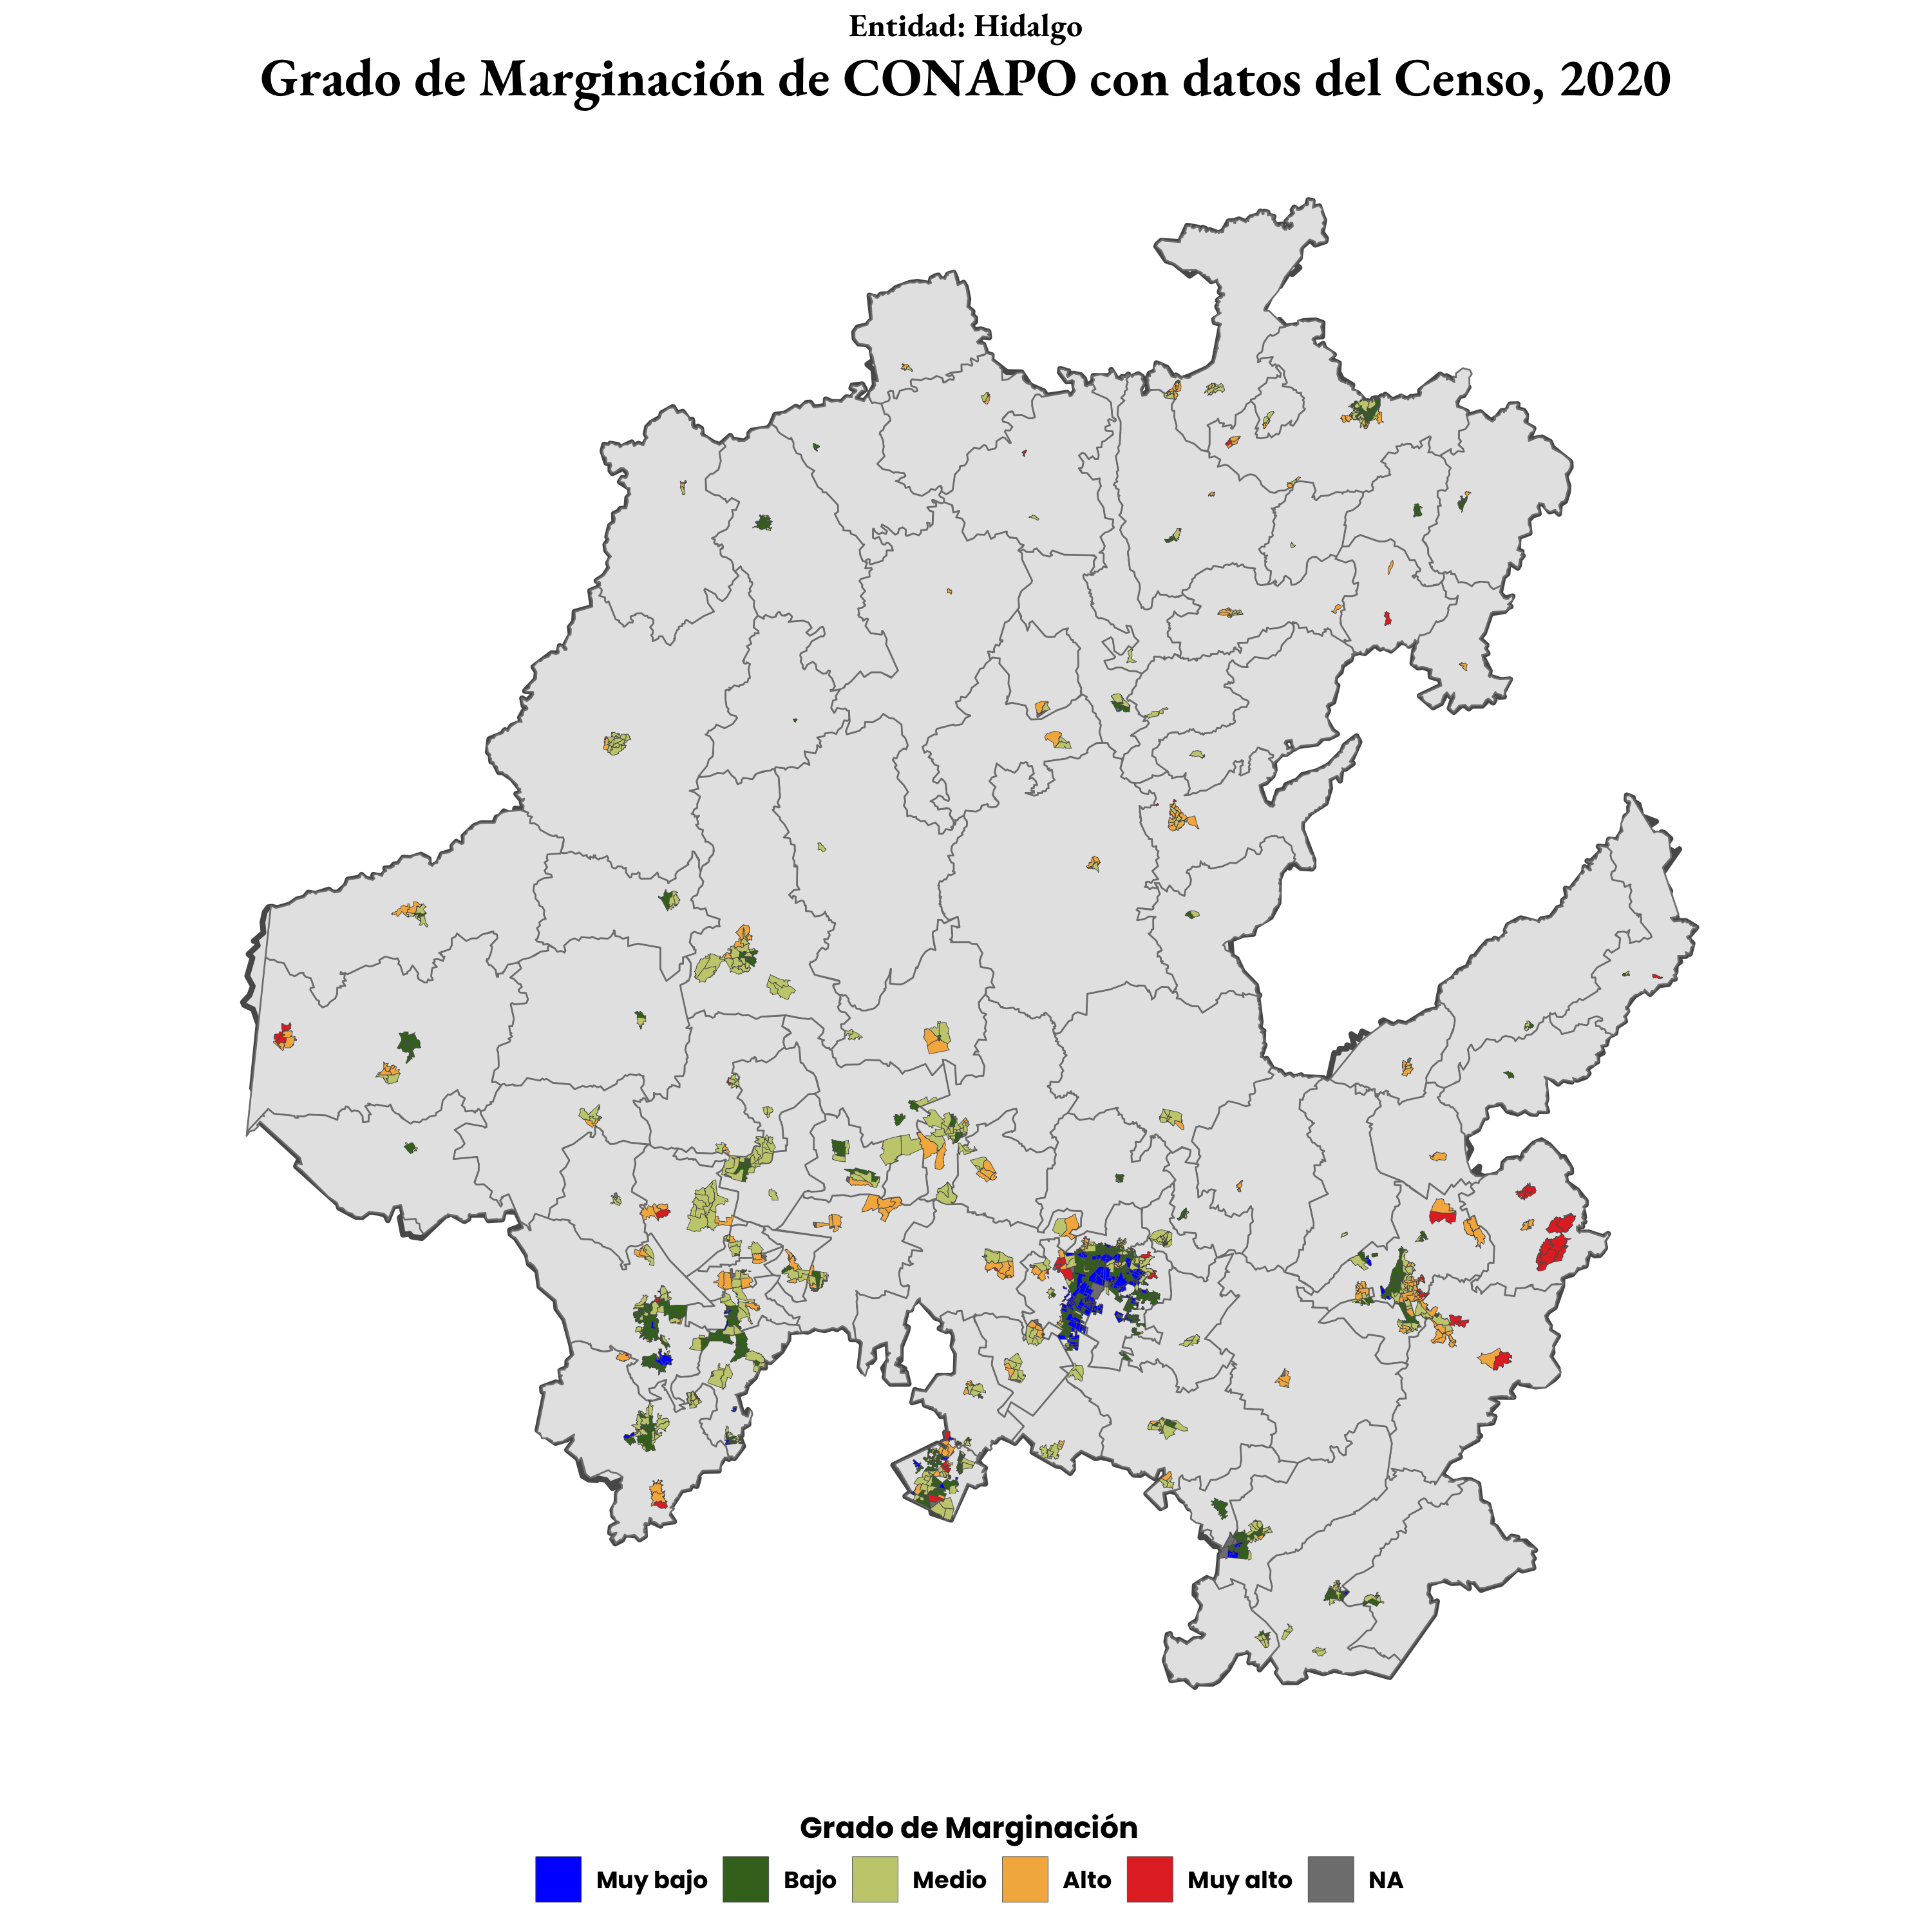 Entidad: Hidalgo
Grado de Marginación de CONAPO con datos del Censo, 2020
Grado de Marginación
Muy bajo Bajo Medio Alto Muy alto NA